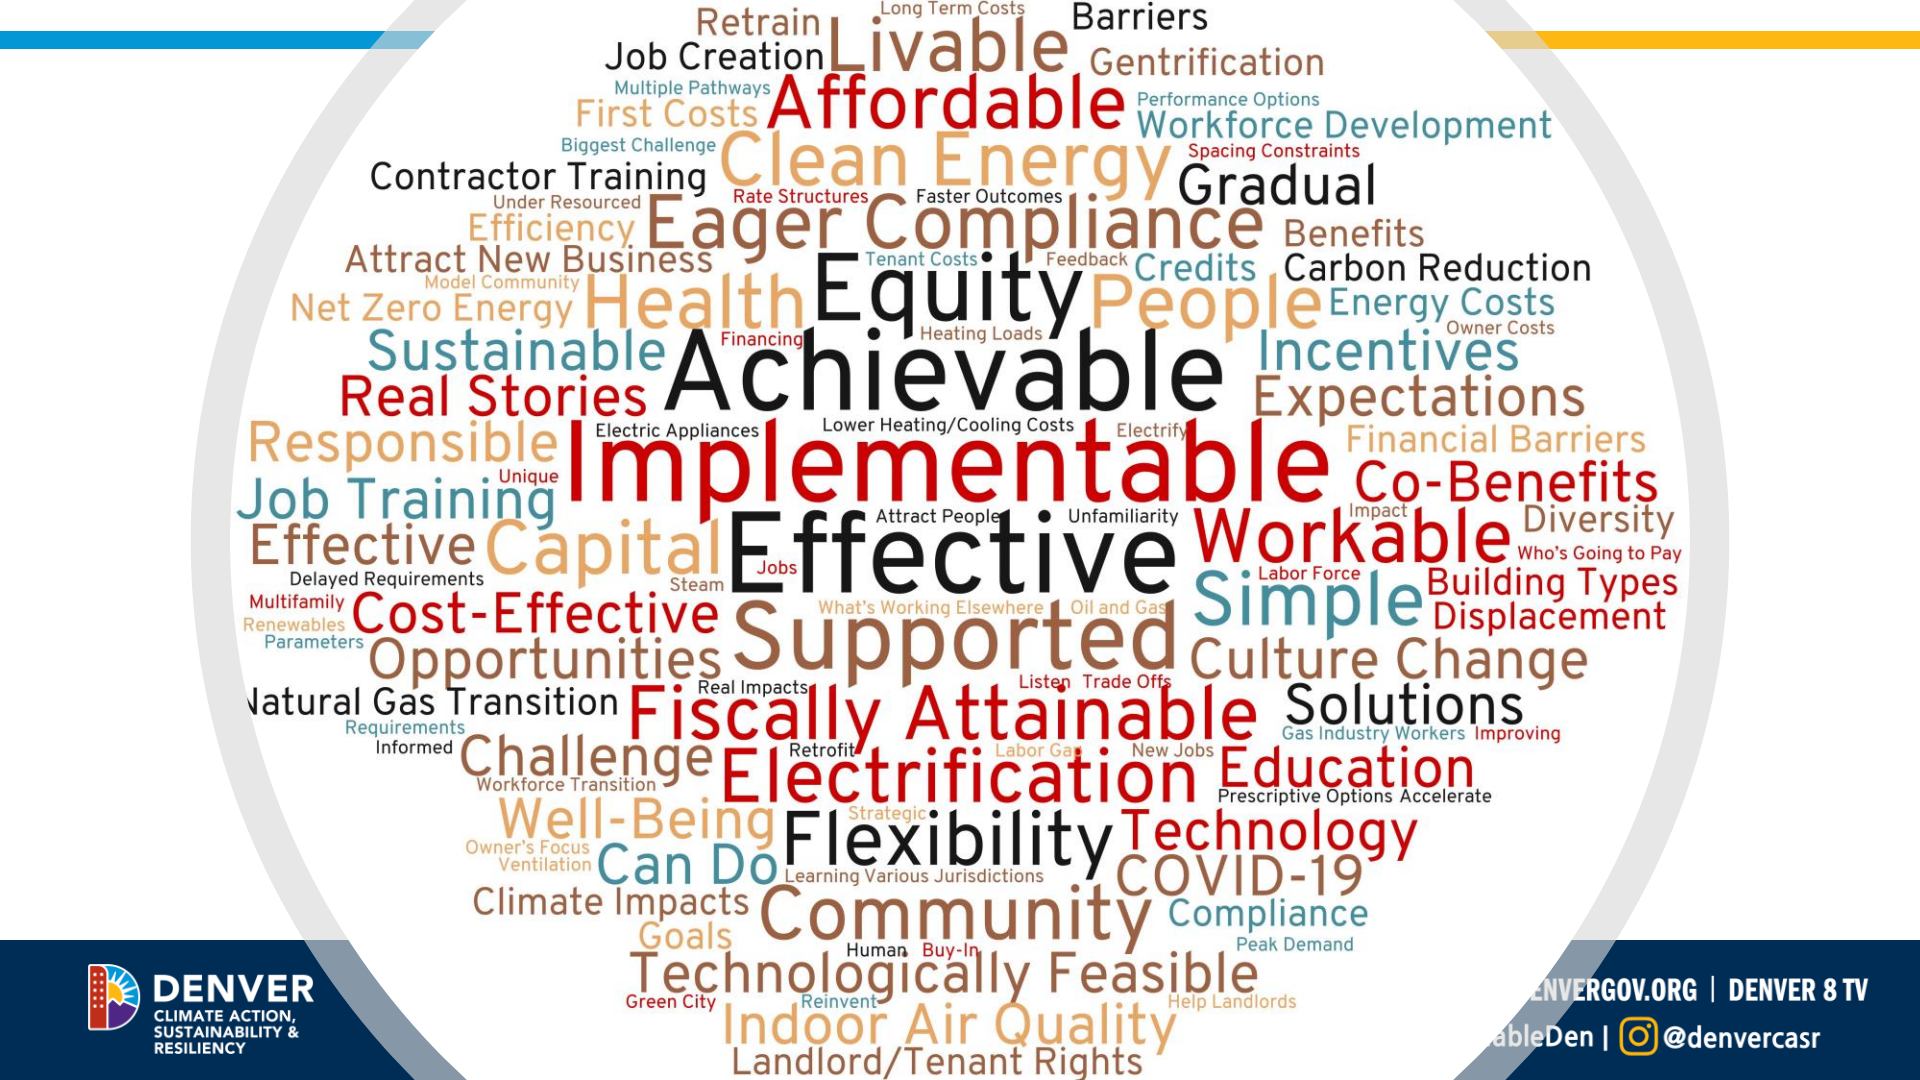 Long Term Costs
Retrain
Livable
Barriers
Job Creation
Gentrification
Multiple Pathways
Affordable
First Costs
Performance Options
Workforce Development
Biggest Challenge
Clean Energy
Spacing Constraints
Contractor Training
Gradual
Under Resourced
Rate Structures
Faster Outcomes
Efficiency
Eager Compliance
Benefits
Attract New Business
Equity
Tenant Costs
Feedback
Credits
Carbon Reduction
Model Community
Net Zero Energy
Health
People
Energy Costs
Owner Costs
Sustainable
Financing
Heating Loads
Achievable
Incentives
Real Stories
Expectations
Responsible
Electric Appliances
Lower Heating/Cooling Costs
Electrify
Implementable
Financial Barriers
Unique
Job Training
Co-Benefits
Effective
Capital
Effective
Attract People
Unfamiliarity
Workable
Impact
Diversity
Who's Going to Pay
Delayed Requirements
Steam
Jobs
Labor Force
Simple
Building Types
Multifamily
Cost-Effective
What's Working Elsewhere
Oil and Gas
Displacement
Renewables
Parameters
Opportunities
Supported
Culture Change
Natural Gas Transition
Real Impacts
Listen
Trade Offs
Fiscally Attainable
Solutions
Requirements
Gas Industry Workers
Improving
Informed
Challenge
Retrofit
Labor Gap
New Jobs
Electrification
Education
Workforce Transition
Prescriptive Options
Accelerate
Well-Being
Strategic
Flexibility
Technology
Owner's Focus
Ventilation
Can Do
Learning Various Jurisdictions
COVID-19
Climate Impacts
Community
Compliance
Goals
Human
Buy-In
Peak Demand
Technologically Feasible
Green City
Reinvent
Help Landlords
Indoor Air Quality
Landlord/Tenant Rights
DENVER
CLIMATE ACTION,
SUSTAINABILITY &
RESILIENCY
ENVERGOV.ORG | DENVER 8 TV
ableDen | @denvercasr